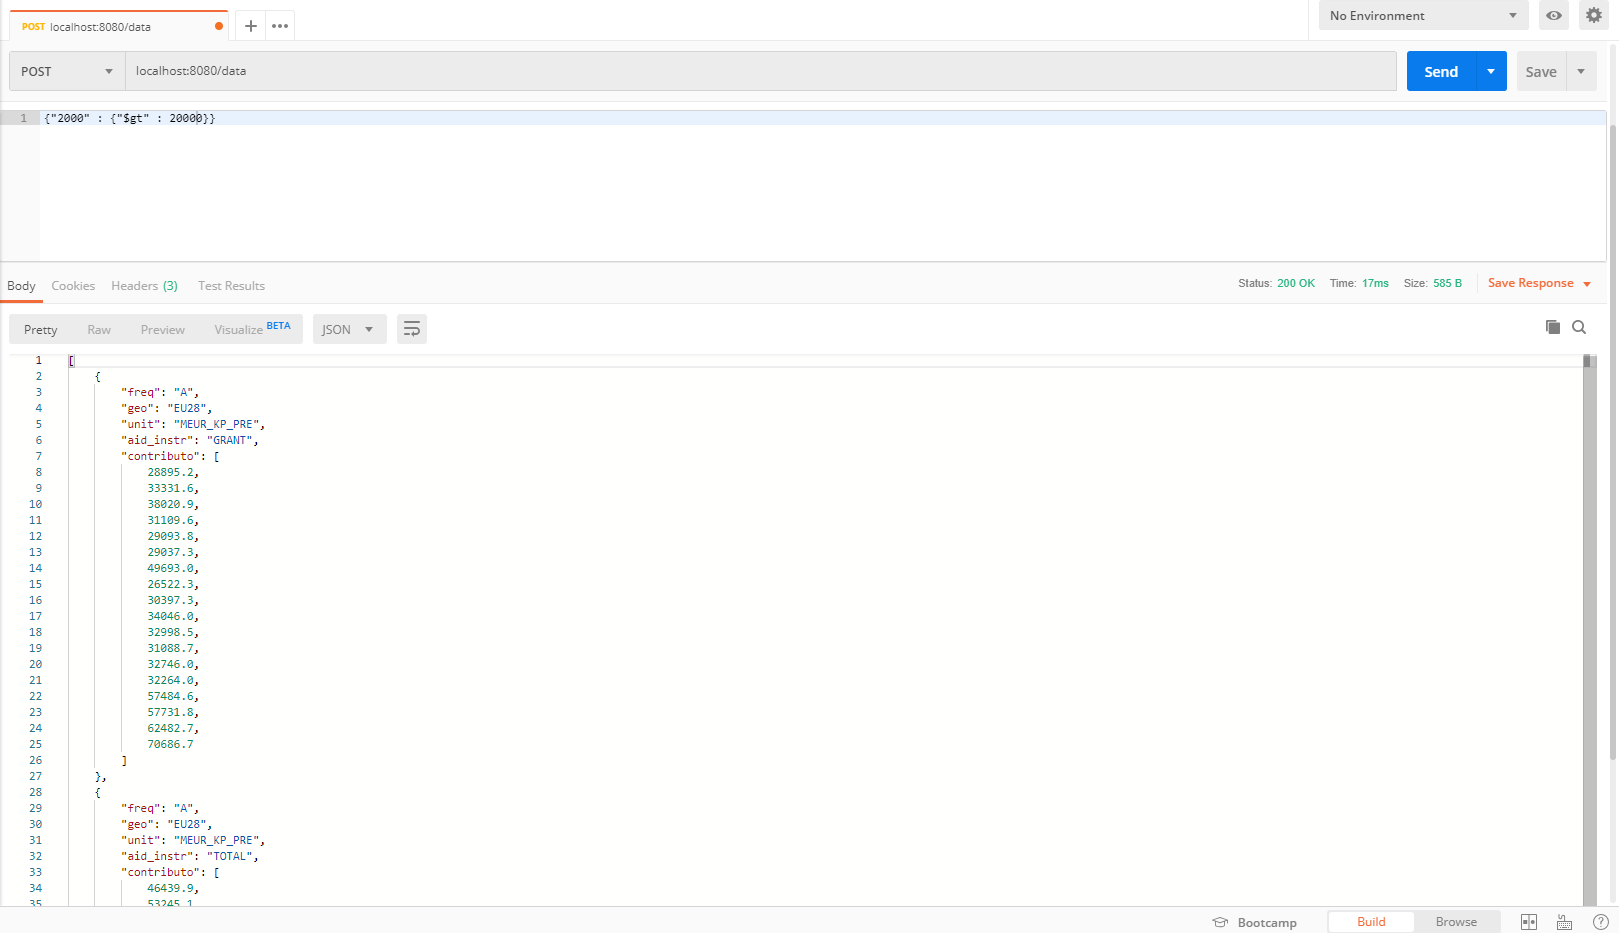 POST localhost:8080/data
No Environment
POST localhost:8080/data Send Save
1 {"2000" : {"$gt" : 20000}}
Body Cookies Headers (3) Test Results Status: 200 OK Time: 17ms Size: 585 B Save Response
Pretty Raw Preview Visualize BETA JSON
1 [
2 {
3 "freq": "A",
4 "geo": "EU28",
5 "unit": "MEUR_KP_PRE",
6 "aid_instr": "GRANT",
7 "contributo": [
8 28895.2,
9 33331.6,
10 38020.9,
11 31109.6,
12 29093.8,
13 29037.3,
14 49693.0,
15 26522.3,
16 30397.3,
17 34046.0,
18 32998.5,
19 31088.7,
20 32746.0,
21 32264.0,
22 57484.6,
23 57731.8,
24 62482.7,
25 70686.7
26 ]
27 },
28 {
29 "freq": "A",
30 "geo": "EU28",
31 "unit": "MEUR_KP_PRE",
32 "aid_instr": "TOTAL",
33 "contributo": [
34 46439.9,
35 53245.1
Bootcamp Build Browse